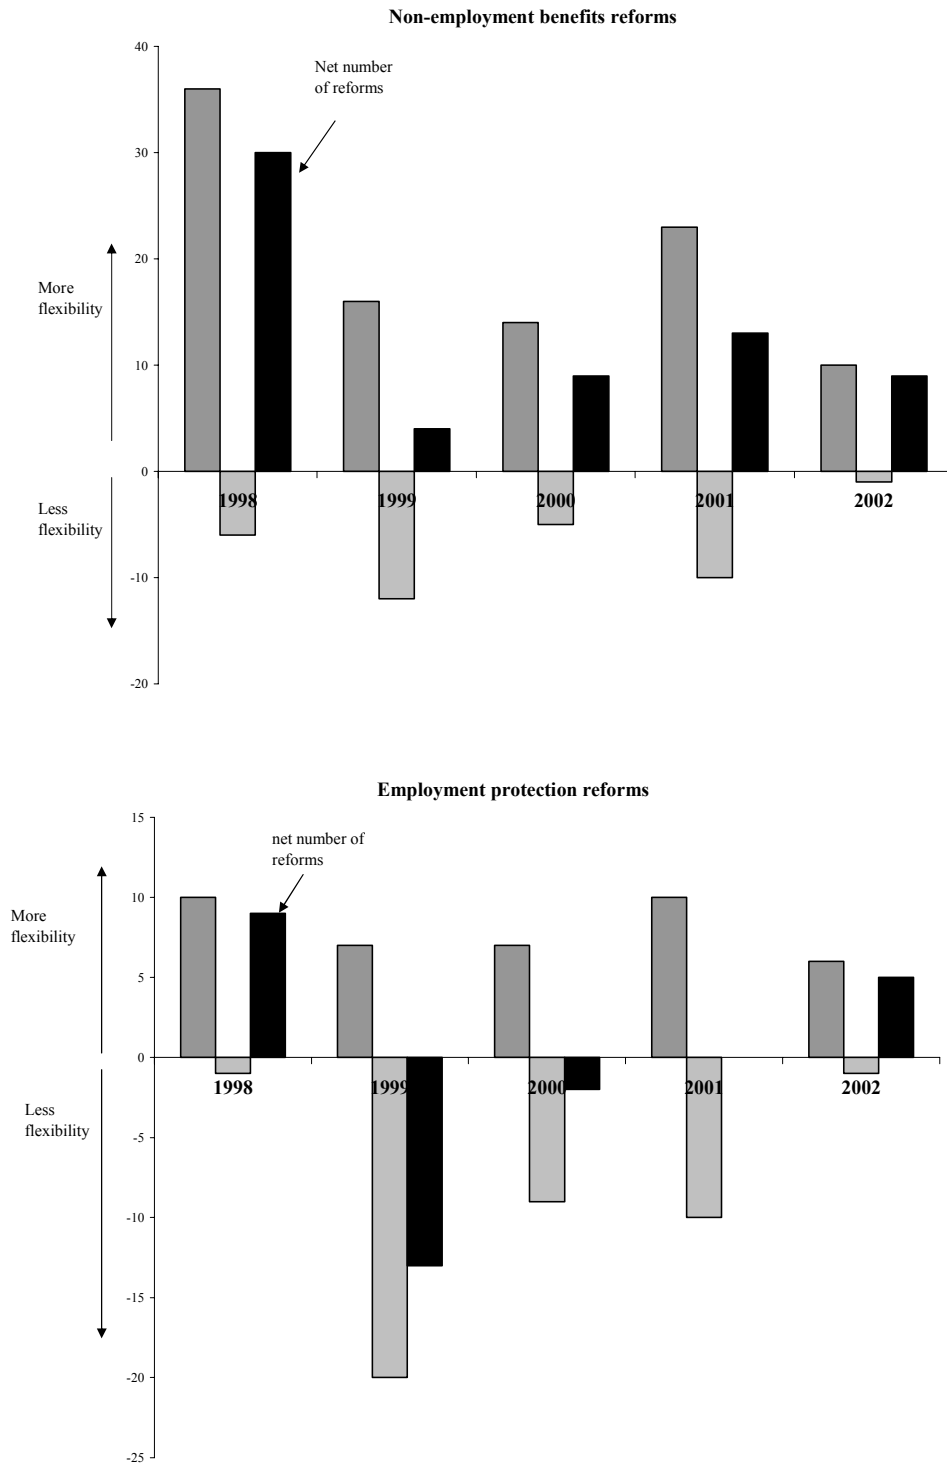 Non-employment benefits reforms
40
Net number
of reforms
30
20
More
flexibility
10
0
1998
1999
2000
2001
2002
Less
flexibility
-10
-20
Employment protection reforms
15
net number of
reforms
10
More
flexibility
5
0
1998
1999
2000
2001
2002
Less
flexibility
-5
-10
-15
-20
-25